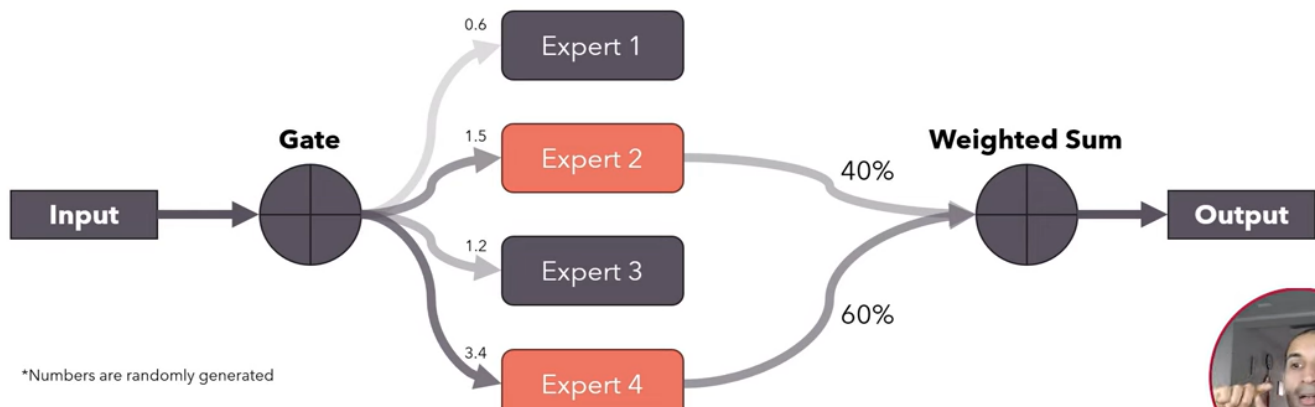 0.6
Expert 1
Gate
1.5
Expert 2
Weighted Sum
40%
Input
Output
1.2
Expert 3
60%
3.4
*Numbers are randomly generated
Expert 4